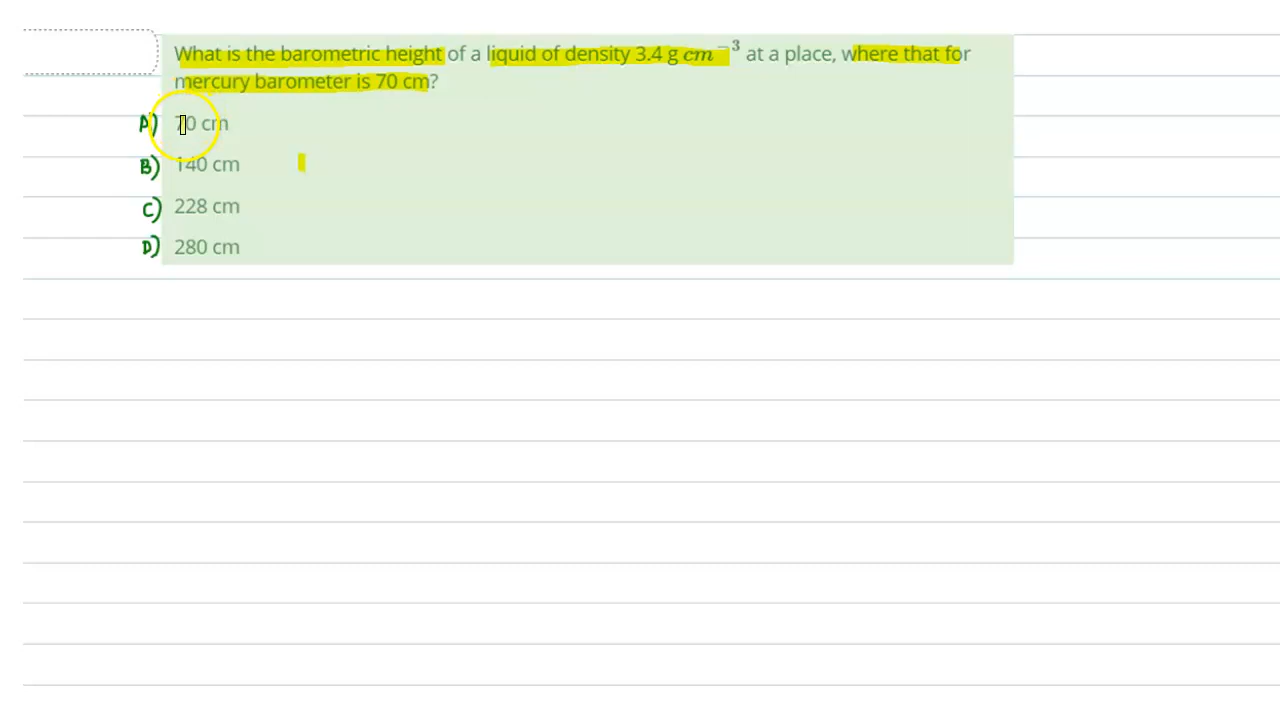 What is the barometric height of a liquid of density 3.4 g cm⁻³ at a place, where that for
mercury barometer is 70 cm?
A) 70 cm
B) 140 cm
C) 228 cm
D) 280 cm